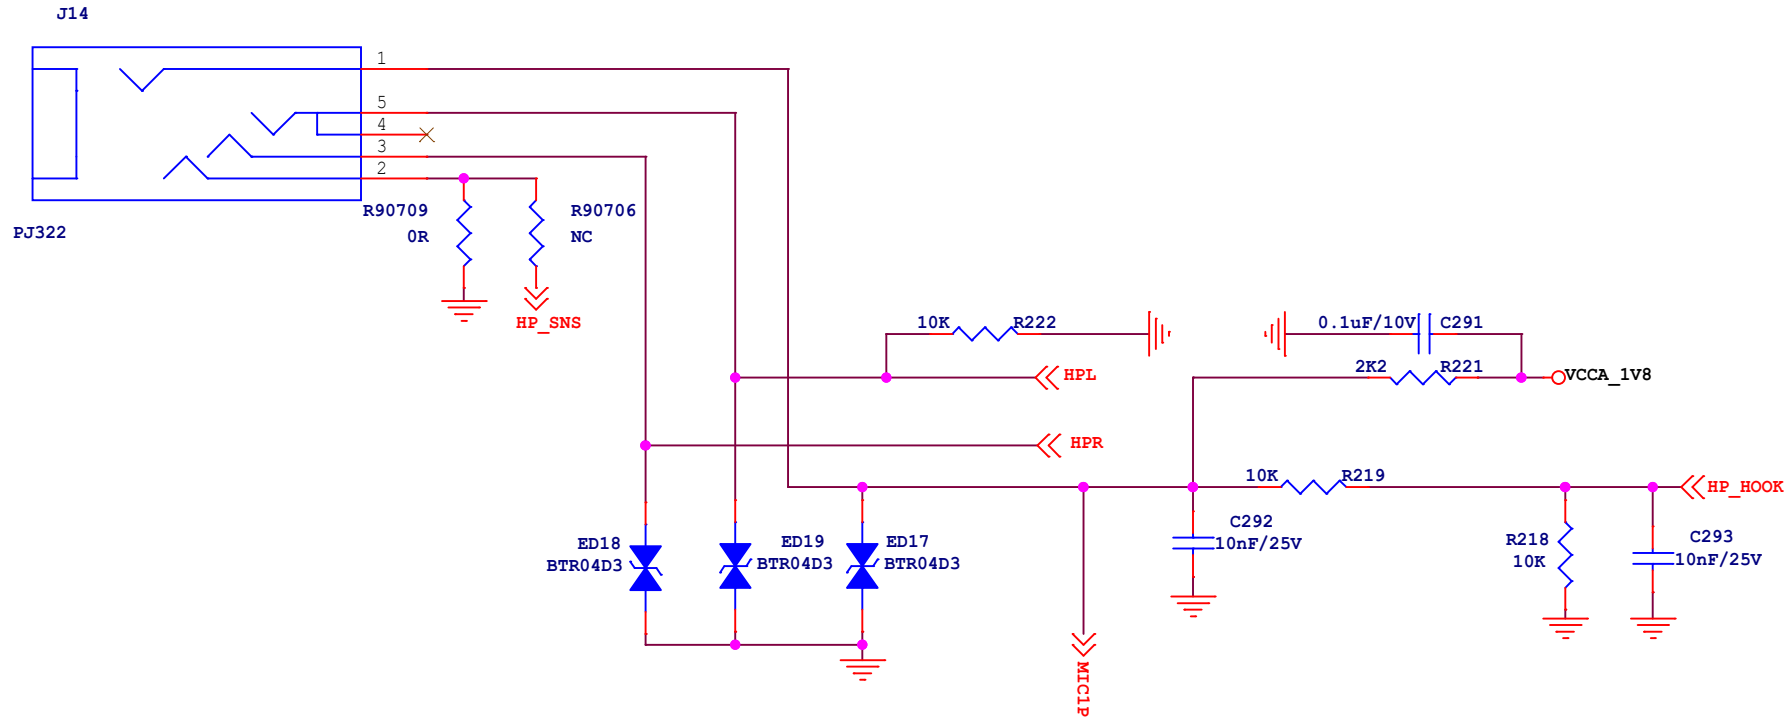 J14
1
5
4
3
2
PJ322
R90709
0R
R90706
NC
HP_SNS
10K
R222
HPL
HPR
0.1uF/10V
C291
2K2
R221
VCCA_1V8
10K
R219
HP_HOOK
ED18
BTR04D3
ED19
BTR04D3
ED17
BTR04D3
C292
10nF/25V
R218
10K
C293
10nF/25V
MIC1P